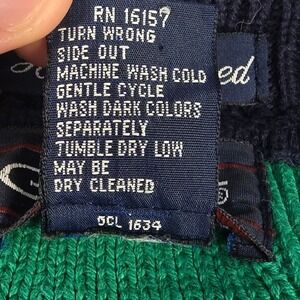 RN 16157
TURN WRONG
SIDE OUT
MACHINE WASH COLD
GENTLE CYCLE
WASH DARK COLORS
SEPARATELY
TUMBLE DRY LOW
MAY BE
DRY CLEANED
SCL 1634